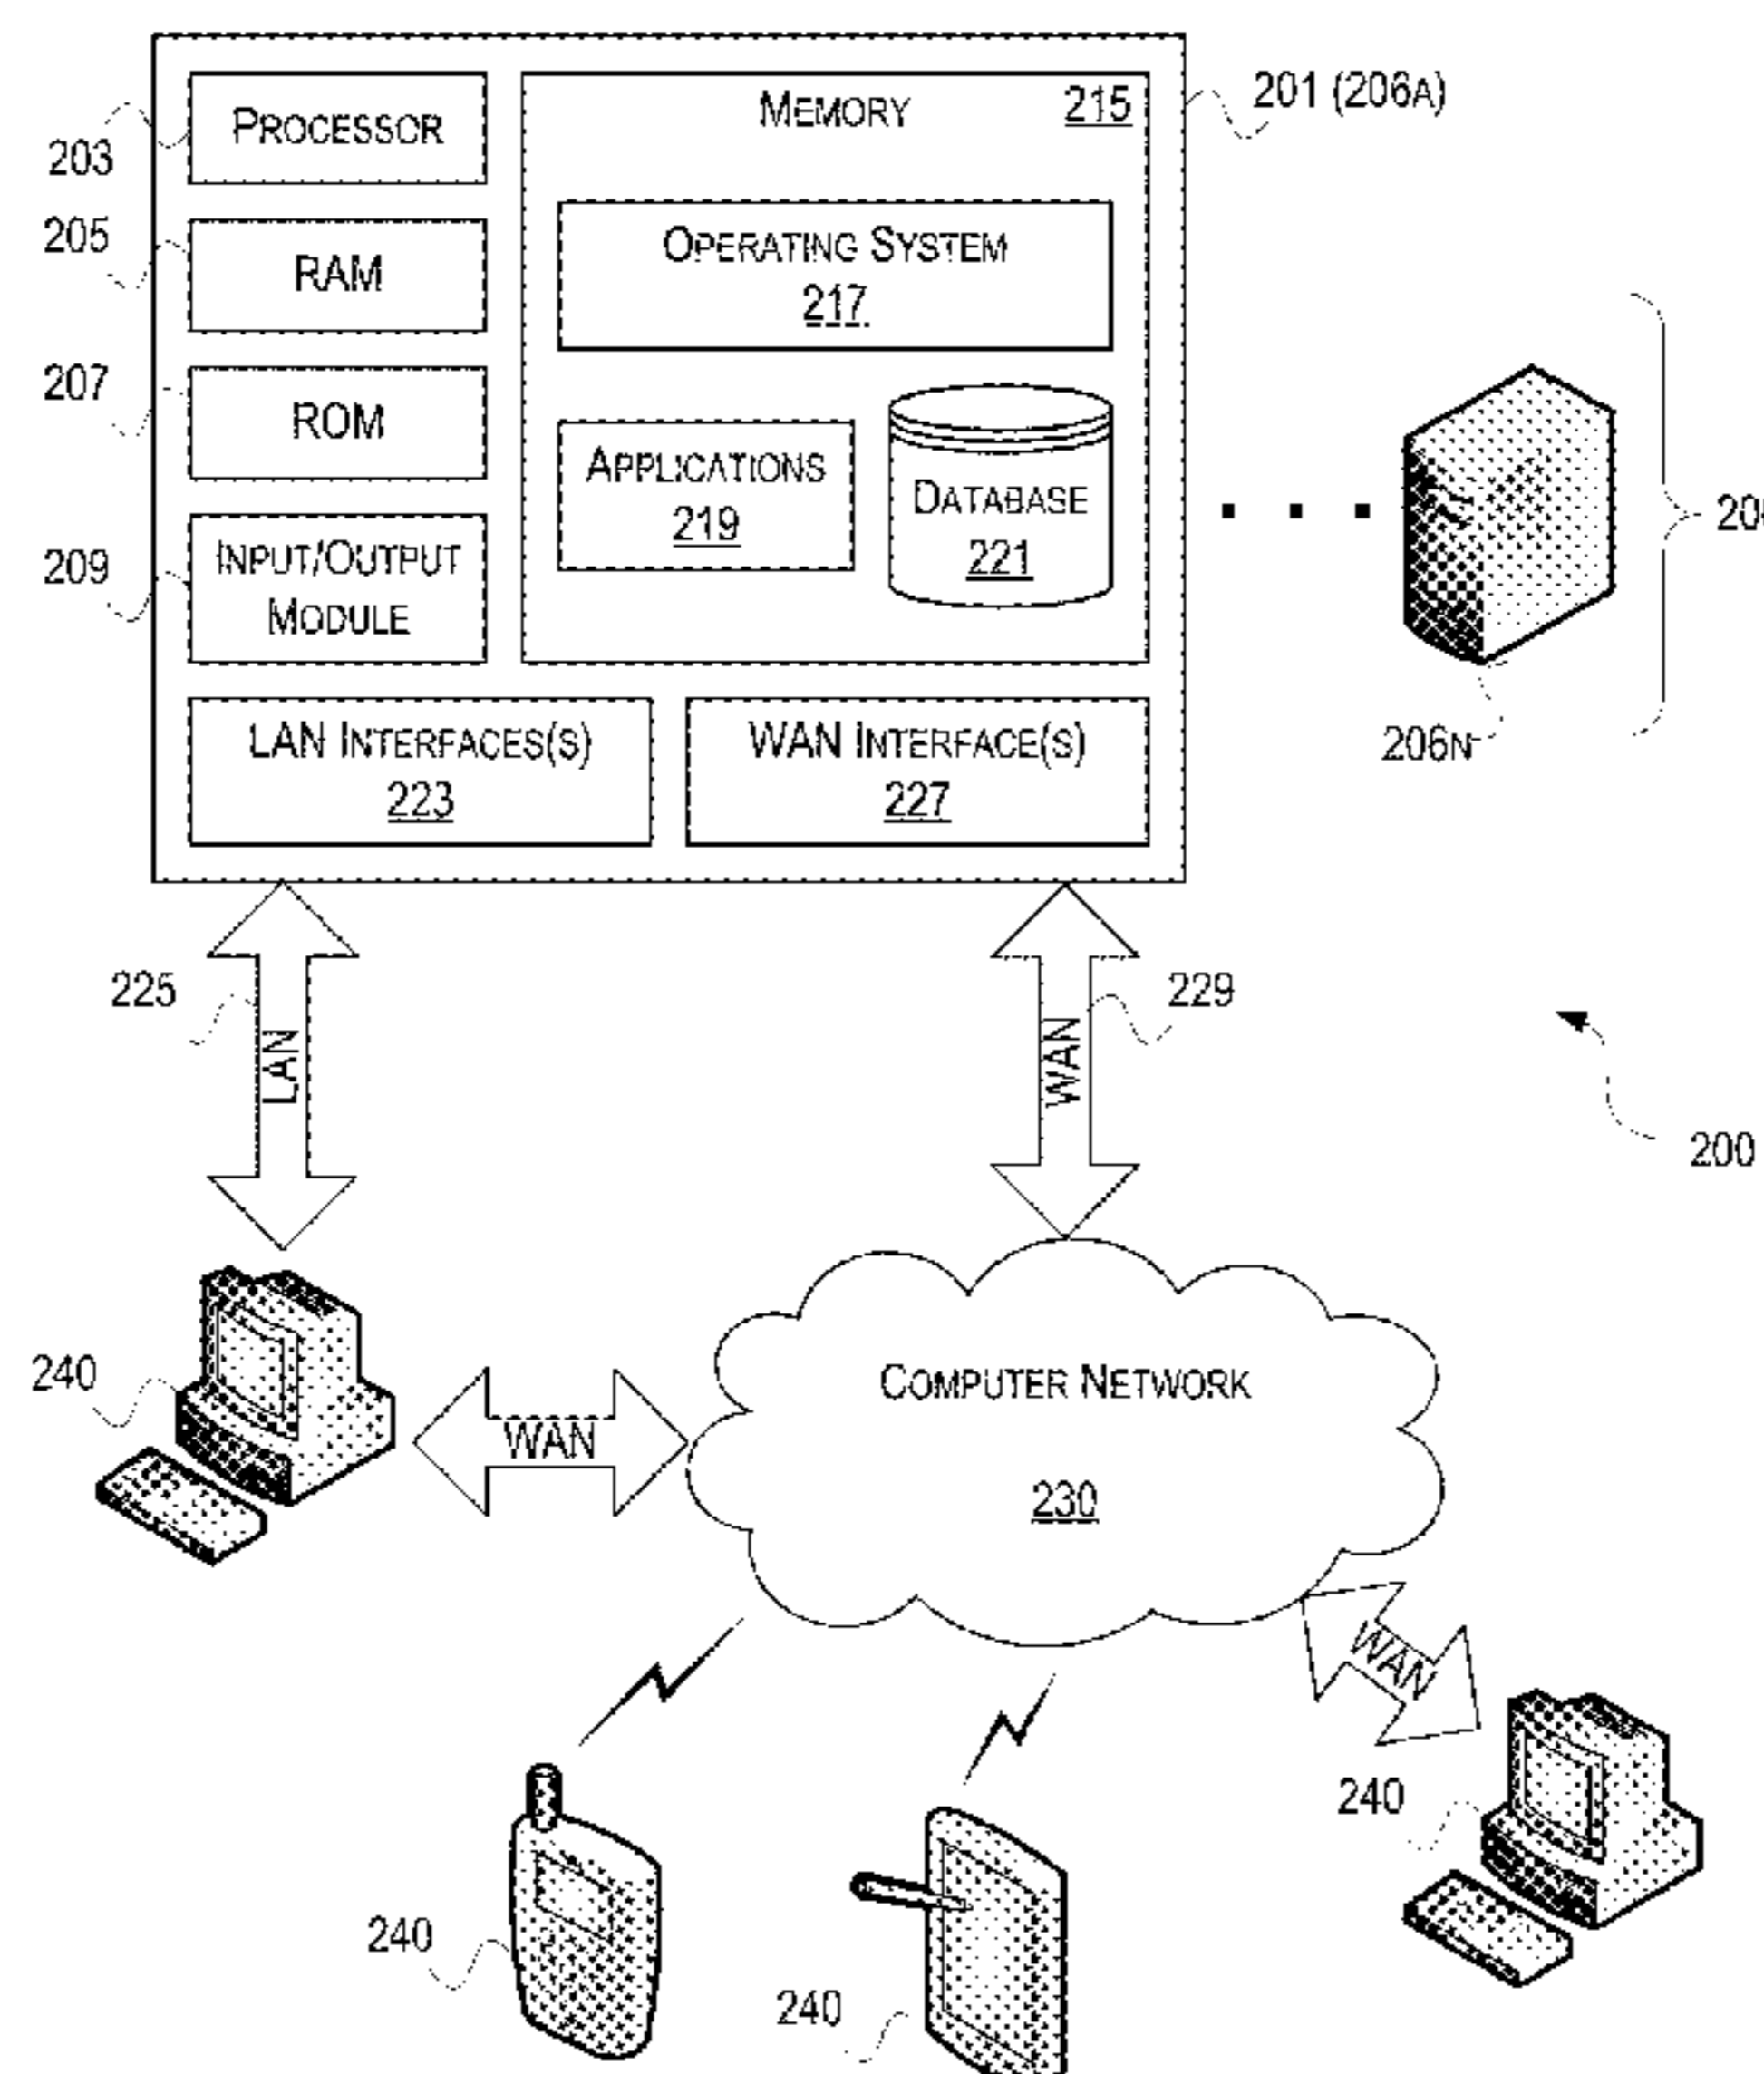 PROCESSOR
203
205
RAM
207
ROM
209
INPUT/OUTPUT
MODULE
MEMORY
215
OPERATING SYSTEM
217
APPLICATIONS
219
DATABASE
221
LAN INTERFACES(S)
223
WAN INTERFACE(S)
227
201 (206A)
206N
225
LAN
229
WAN
200
240
WAN
COMPUTER NETWORK
230
WAN
240
240
240